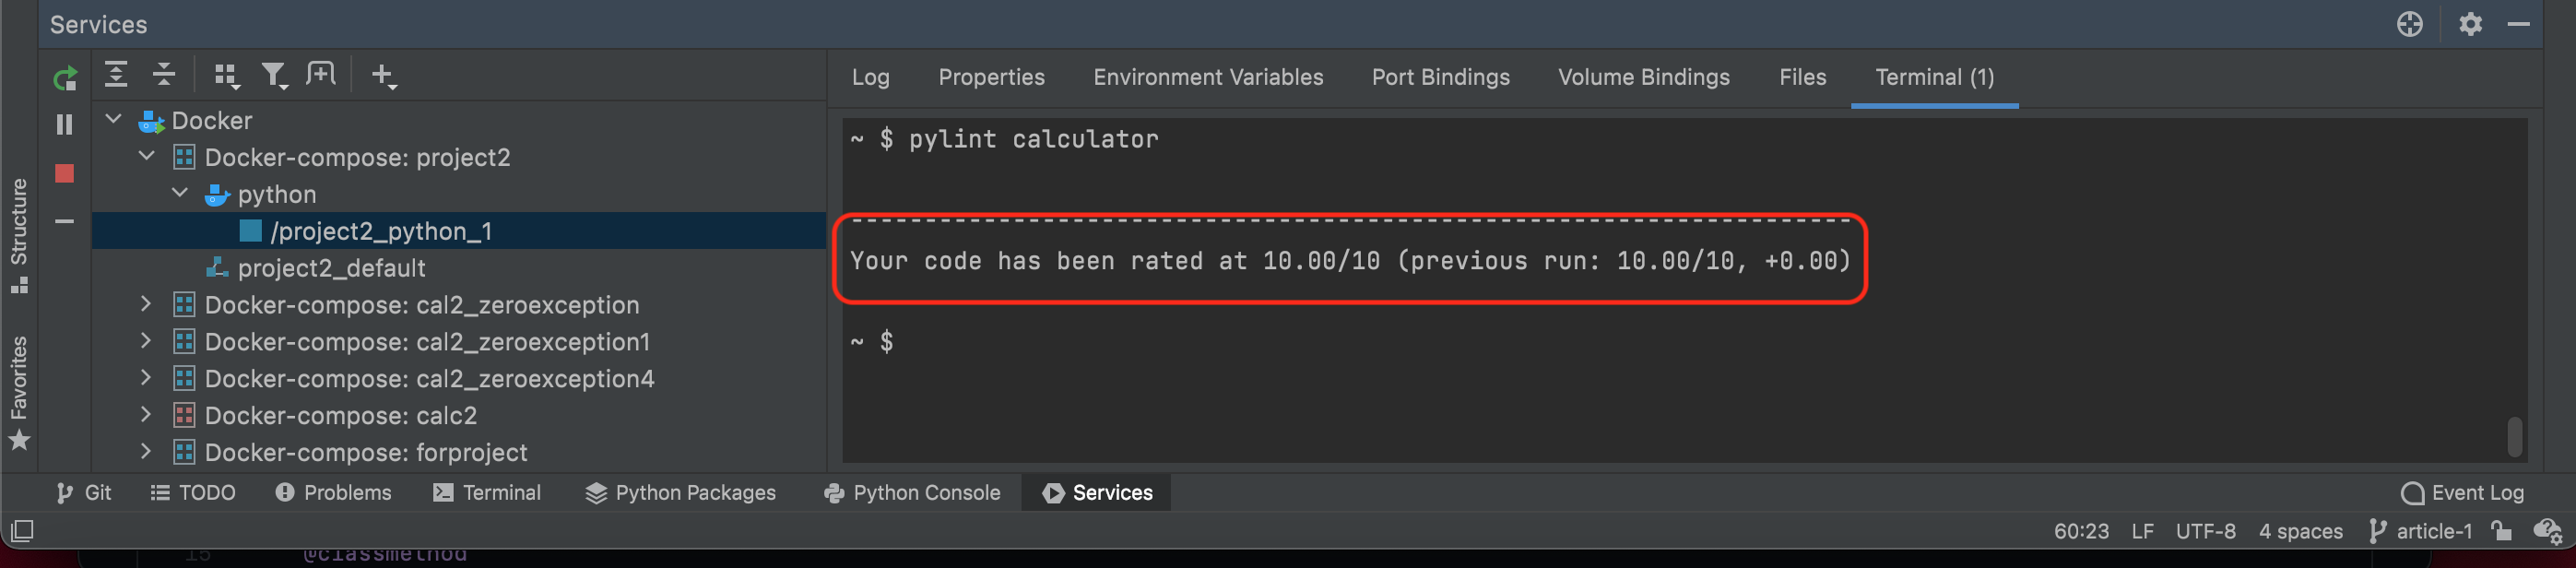 Services
Log Properties Environment Variables Port Bindings Volume Bindings Files Terminal (1)
Docker
Docker-compose: project2
python
/project2_python_1
project2_default
Docker-compose: cal2_zeroexception
Docker-compose: cal2_zeroexception1
Docker-compose: cal2_zeroexception4
Docker-compose: calc2
Docker-compose: forproject
~ $ pylint calculator
--------------------------------------------------------------------
Your code has been rated at 10.00/10 (previous run: 10.00/10, +0.00)
~ $
Structure
Favorites
Git TODO Problems Terminal Python Packages Python Console Services Event Log
60:23 LF UTF-8 4 spaces article-1
15 @classmethod